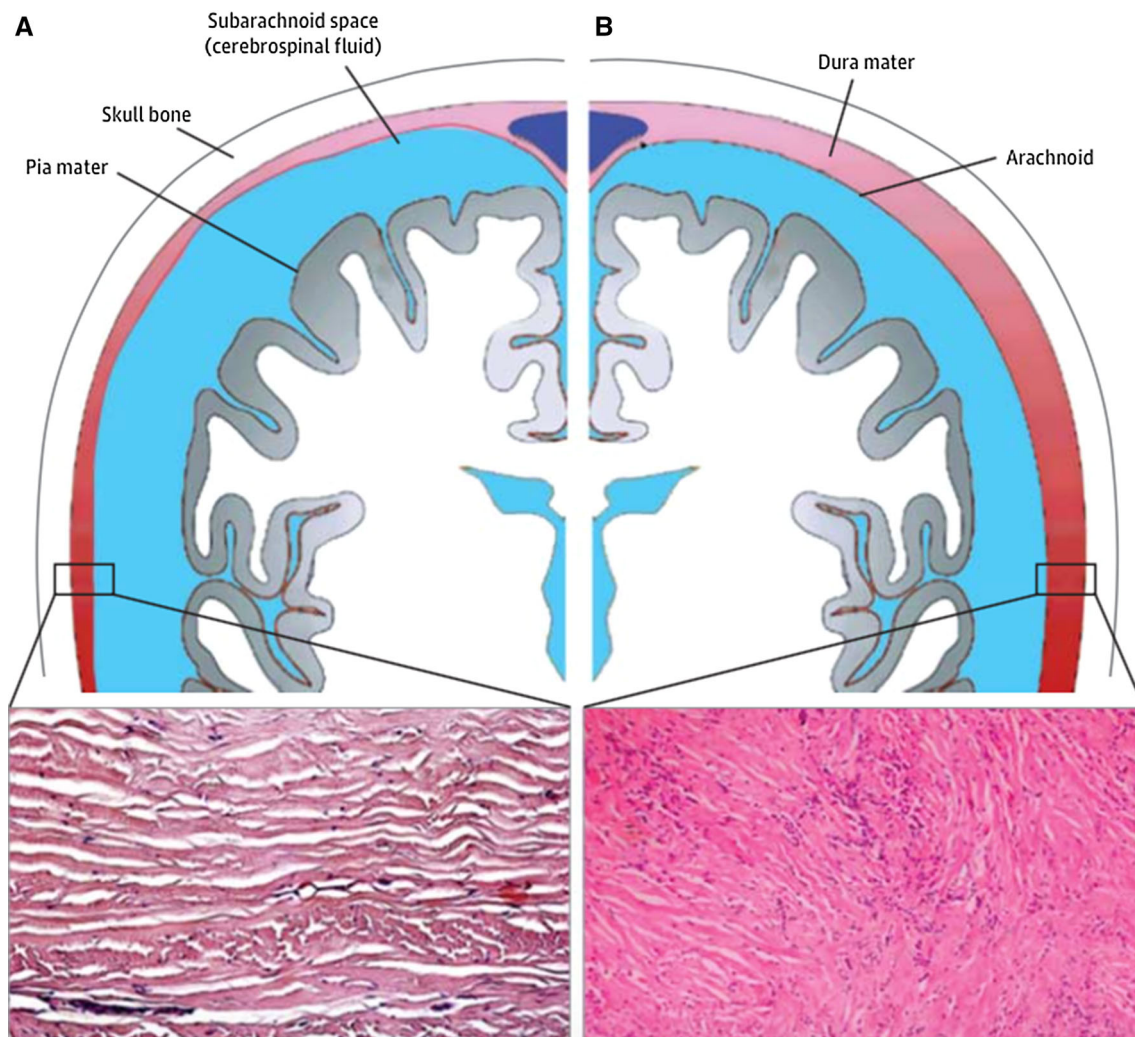 A
Subarachnoid space
(cerebrospinal fluid)
Skull bone
Pia mater
B
Dura mater
Arachnoid